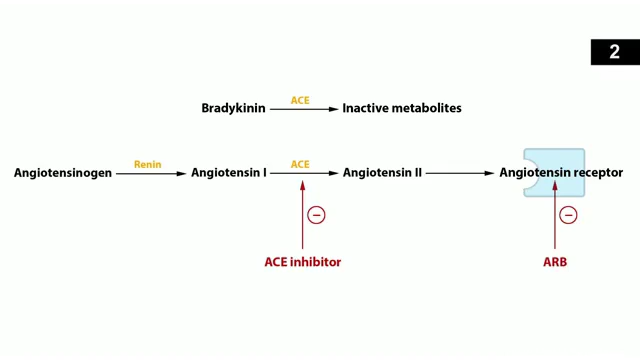 2
ACE
Bradykinin Inactive metabolites
Renin ACE
Angiotensinogen Angiotensin I Angiotensin II Angiotensin receptor
ACE inhibitor ARB